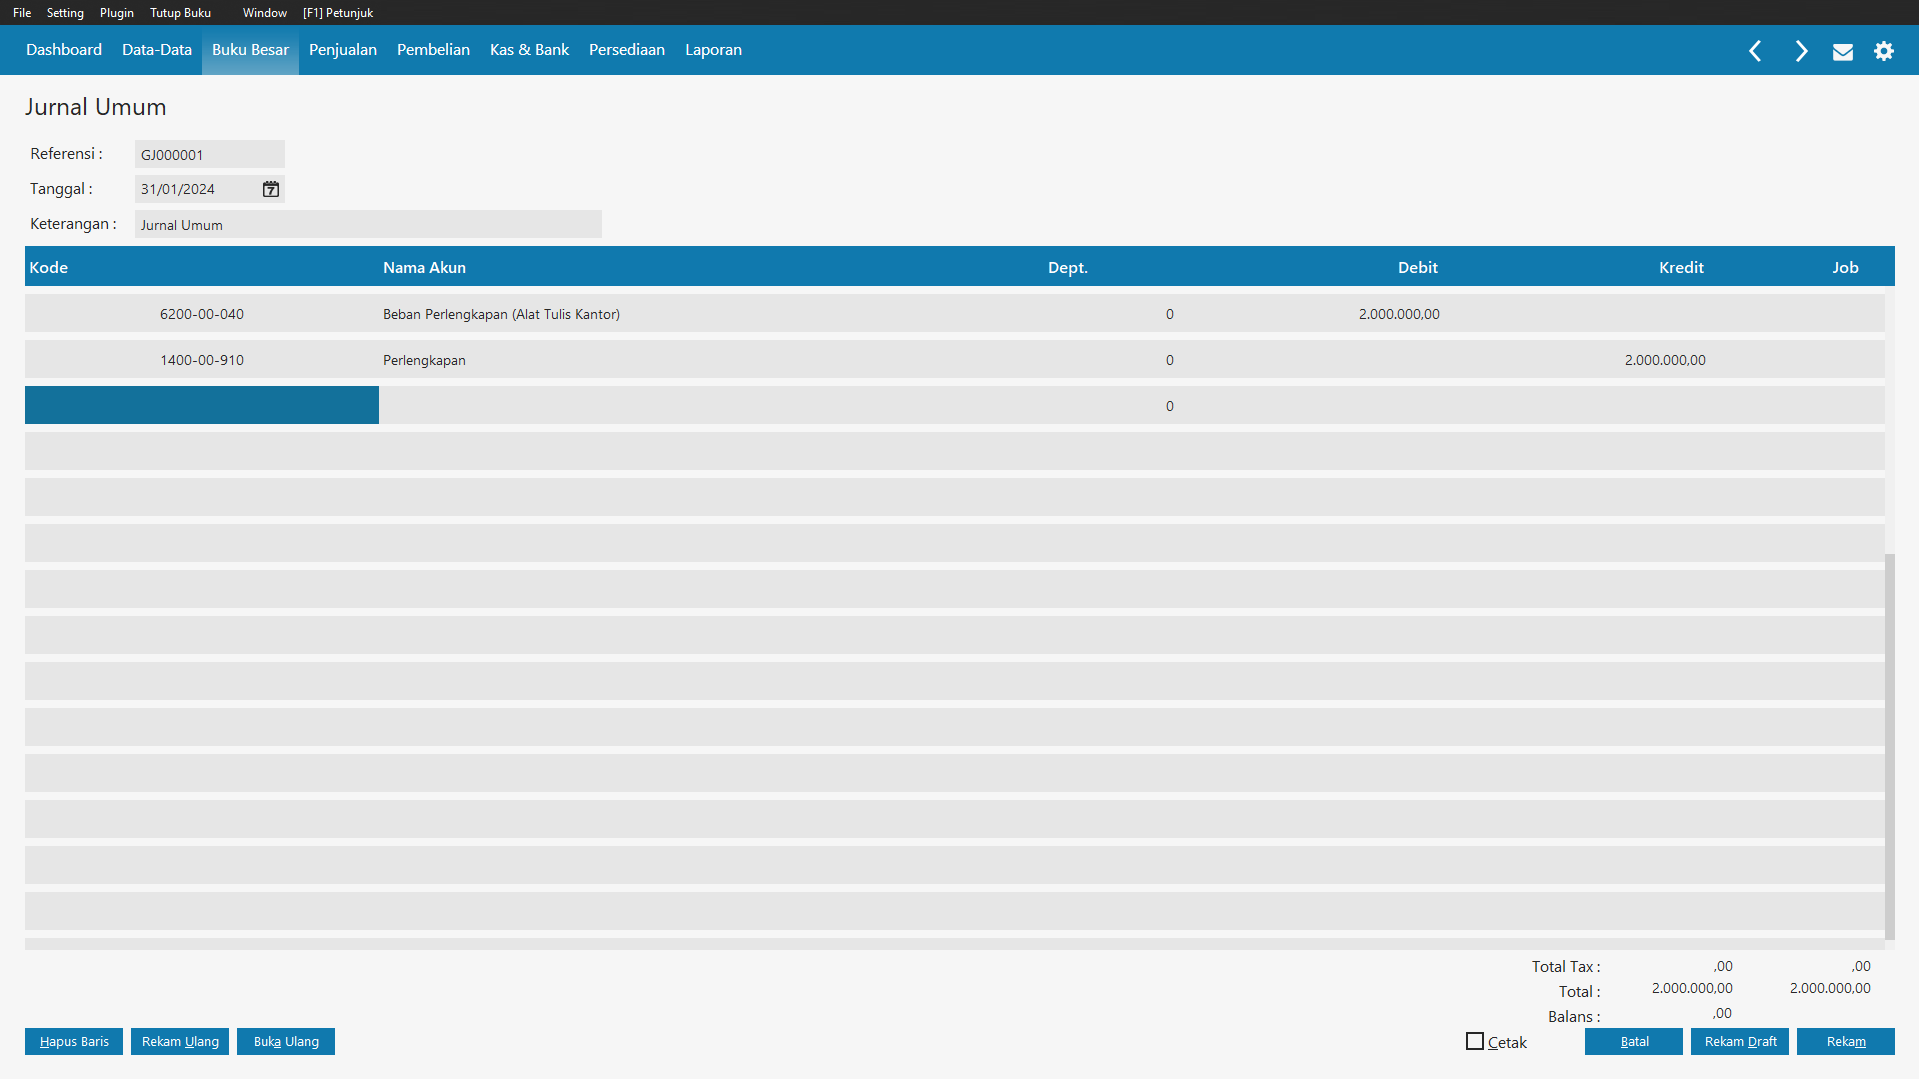 File Setting Plugin Tutup Buku Window [F1] Petunjuk
Dashboard Data-Data Buku Besar Penjualan Pembelian Kas & Bank Persediaan Laporan
Jurnal Umum
Referensi : GJ000001
Tanggal : 31/01/2024
Keterangan : Jurnal Umum
Kode Nama Akun Dept. Debit Kredit Job
6200-00-040 Beban Perlengkapan (Alat Tulis Kantor) 0 2.000.000,00
1400-00-910 Perlengkapan 0 2.000.000,00
0
Total Tax : ,00 ,00
Total : 2.000.000,00 2.000.000,00
Balans : ,00
Hapus Baris Rekam Ulang Buka Ulang Cetak Batal Rekam Draft Rekam